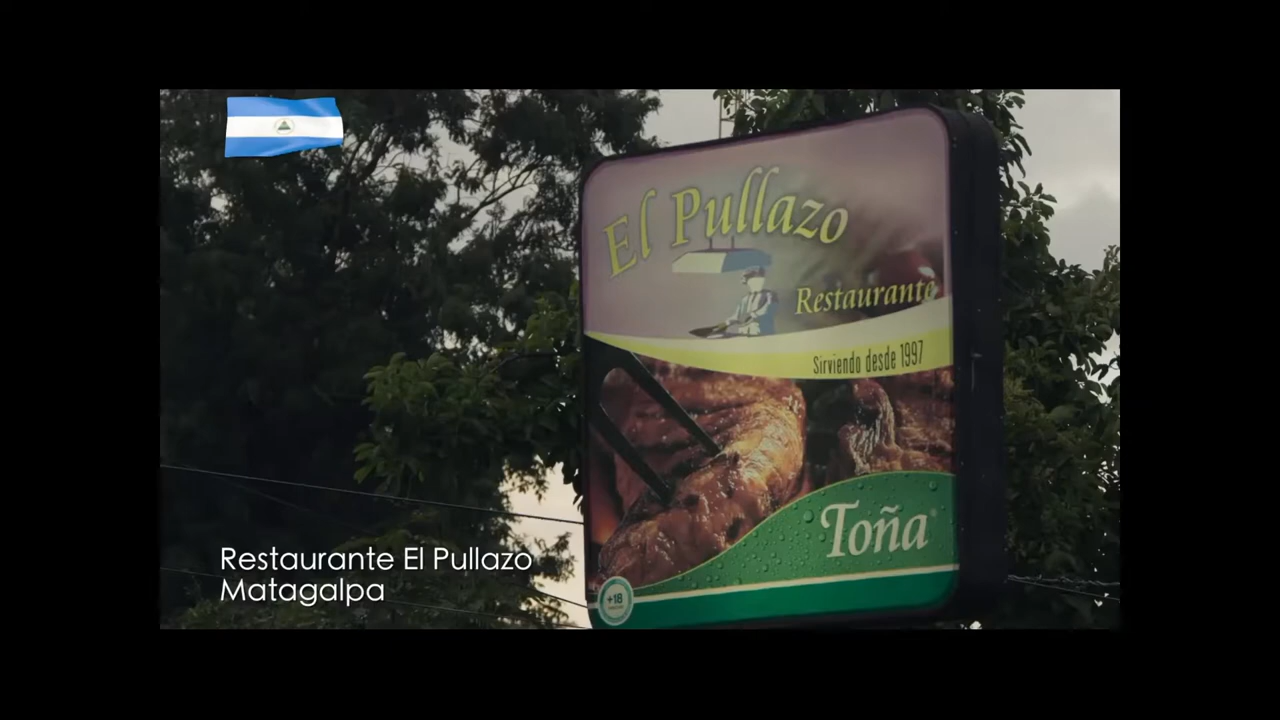 El Pullazo
Restaurante
Sirviendo desde 1997
Toña
+18
Restaurante El Pullazo
Matagalpa